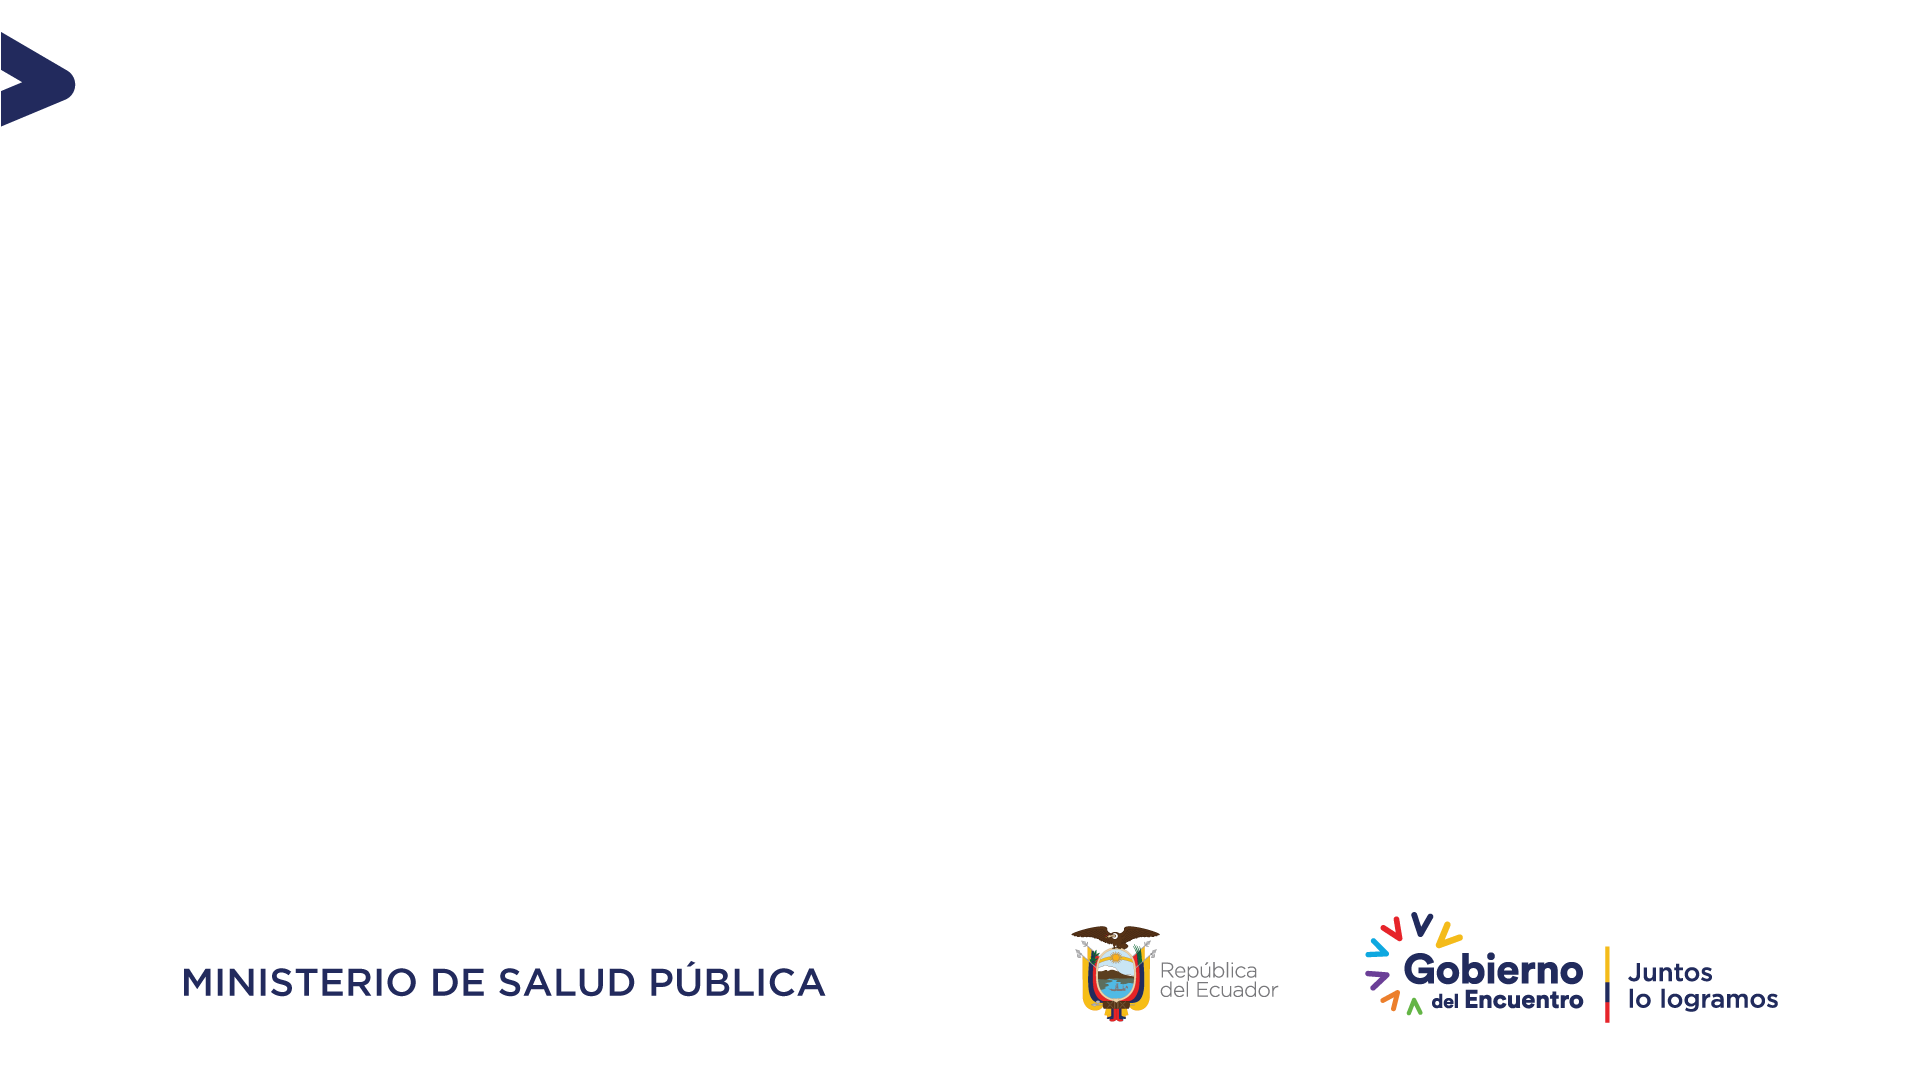 MINISTERIO DE SALUD PÚBLICA
República
del Ecuador
Gobierno
del Encuentro
Juntos
lo logramos